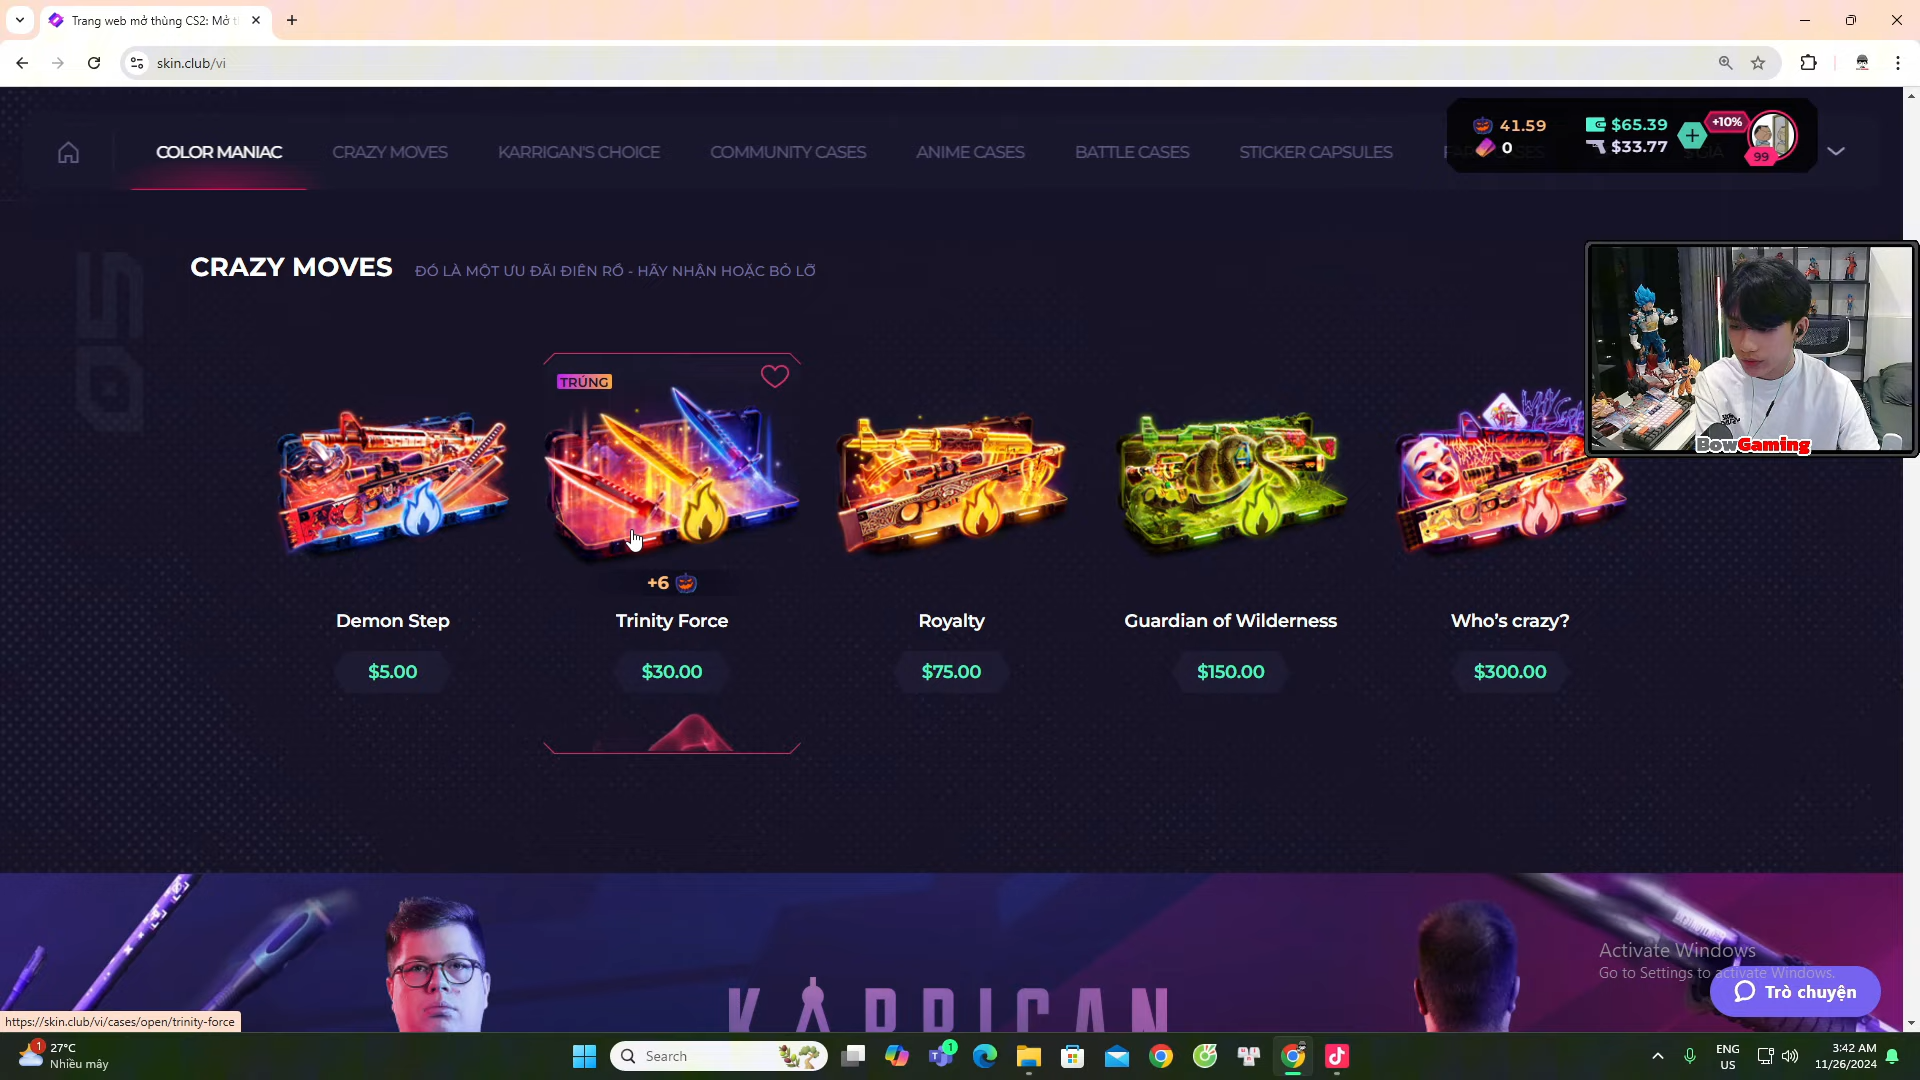 Trang web mở thùng CS2: Mở t
skin.club/vi
COLOR MANIAC
CRAZY MOVES
KARRIGAN'S CHOICE
COMMUNITY CASES
ANIME CASES
BATTLE CASES
STICKER CAPSULES
41.59
0
$65.39
$33.77
+10%
99
05
CRAZY MOVES
ĐÓ LÀ MỘT ƯU ĐÃI ĐIÊN RỒ - HÃY NHẬN HOẶC BỎ LỠ
TRÚNG
+6
BowGaming
Demon Step
Trinity Force
Royalty
Guardian of Wilderness
Who's crazy?
$5.00
$30.00
$75.00
$150.00
$300.00
KARRIGAN
Activate Windows
Go to Settings to activate Windows.
Trò chuyện
https://skin.club/vi/cases/open/trinity-force
1
27°C
Nhiều mây
Search
1
ENG
US
3:42 AM
11/26/2024